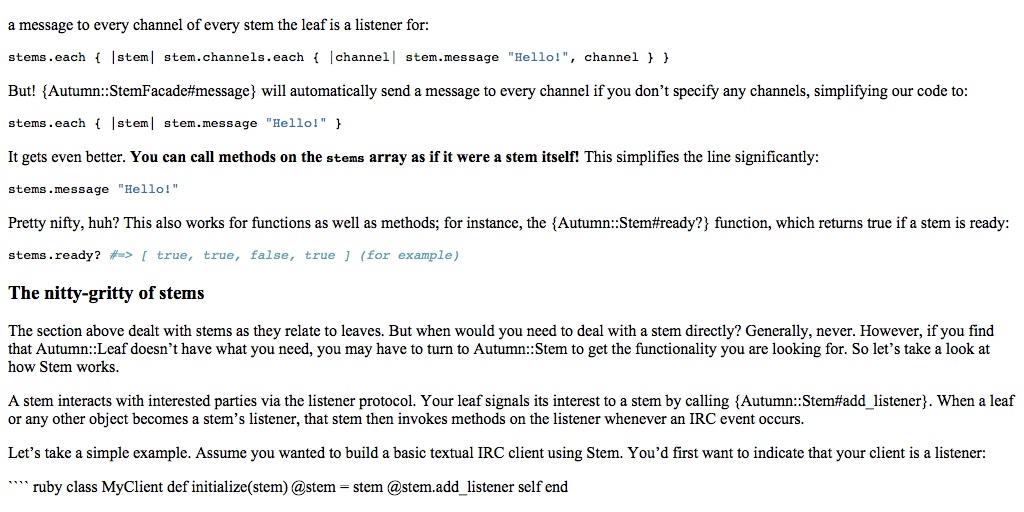 a message to every channel of every stem the leaf is a listener for:
stems.each { |stem| stem.channels.each { |channel| stem.message "Hello!", channel } }
But! {Autumn::StemFacade#message} will automatically send a message to every channel if you don’t specify any channels, simplifying our code to:
stems.each { |stem| stem.message "Hello!" }
It gets even better. You can call methods on the stems array as if it were a stem itself! This simplifies the line significantly:
stems.message "Hello!"
Pretty nifty, huh? This also works for functions as well as methods; for instance, the {Autumn::Stem#ready?} function, which returns true if a stem is ready:
stems.ready? #=> [ true, true, false, true ] (for example)
The nitty-gritty of stems
The section above dealt with stems as they relate to leaves. But when would you need to deal with a stem directly? Generally, never. However, if you find
that Autumn::Leaf doesn’t have what you need, you may have to turn to Autumn::Stem to get the functionality you are looking for. So let’s take a look at
how Stem works.
A stem interacts with interested parties via the listener protocol. Your leaf signals its interest to a stem by calling {Autumn::Stem#add_listener}. When a leaf
or any other object becomes a stem’s listener, that stem then invokes methods on the listener whenever an IRC event occurs.
Let’s take a simple example. Assume you wanted to build a basic textual IRC client using Stem. You’d first want to indicate that your client is a listener:
```` ruby class MyClient def initialize(stem) @stem = stem @stem.add_listener self end